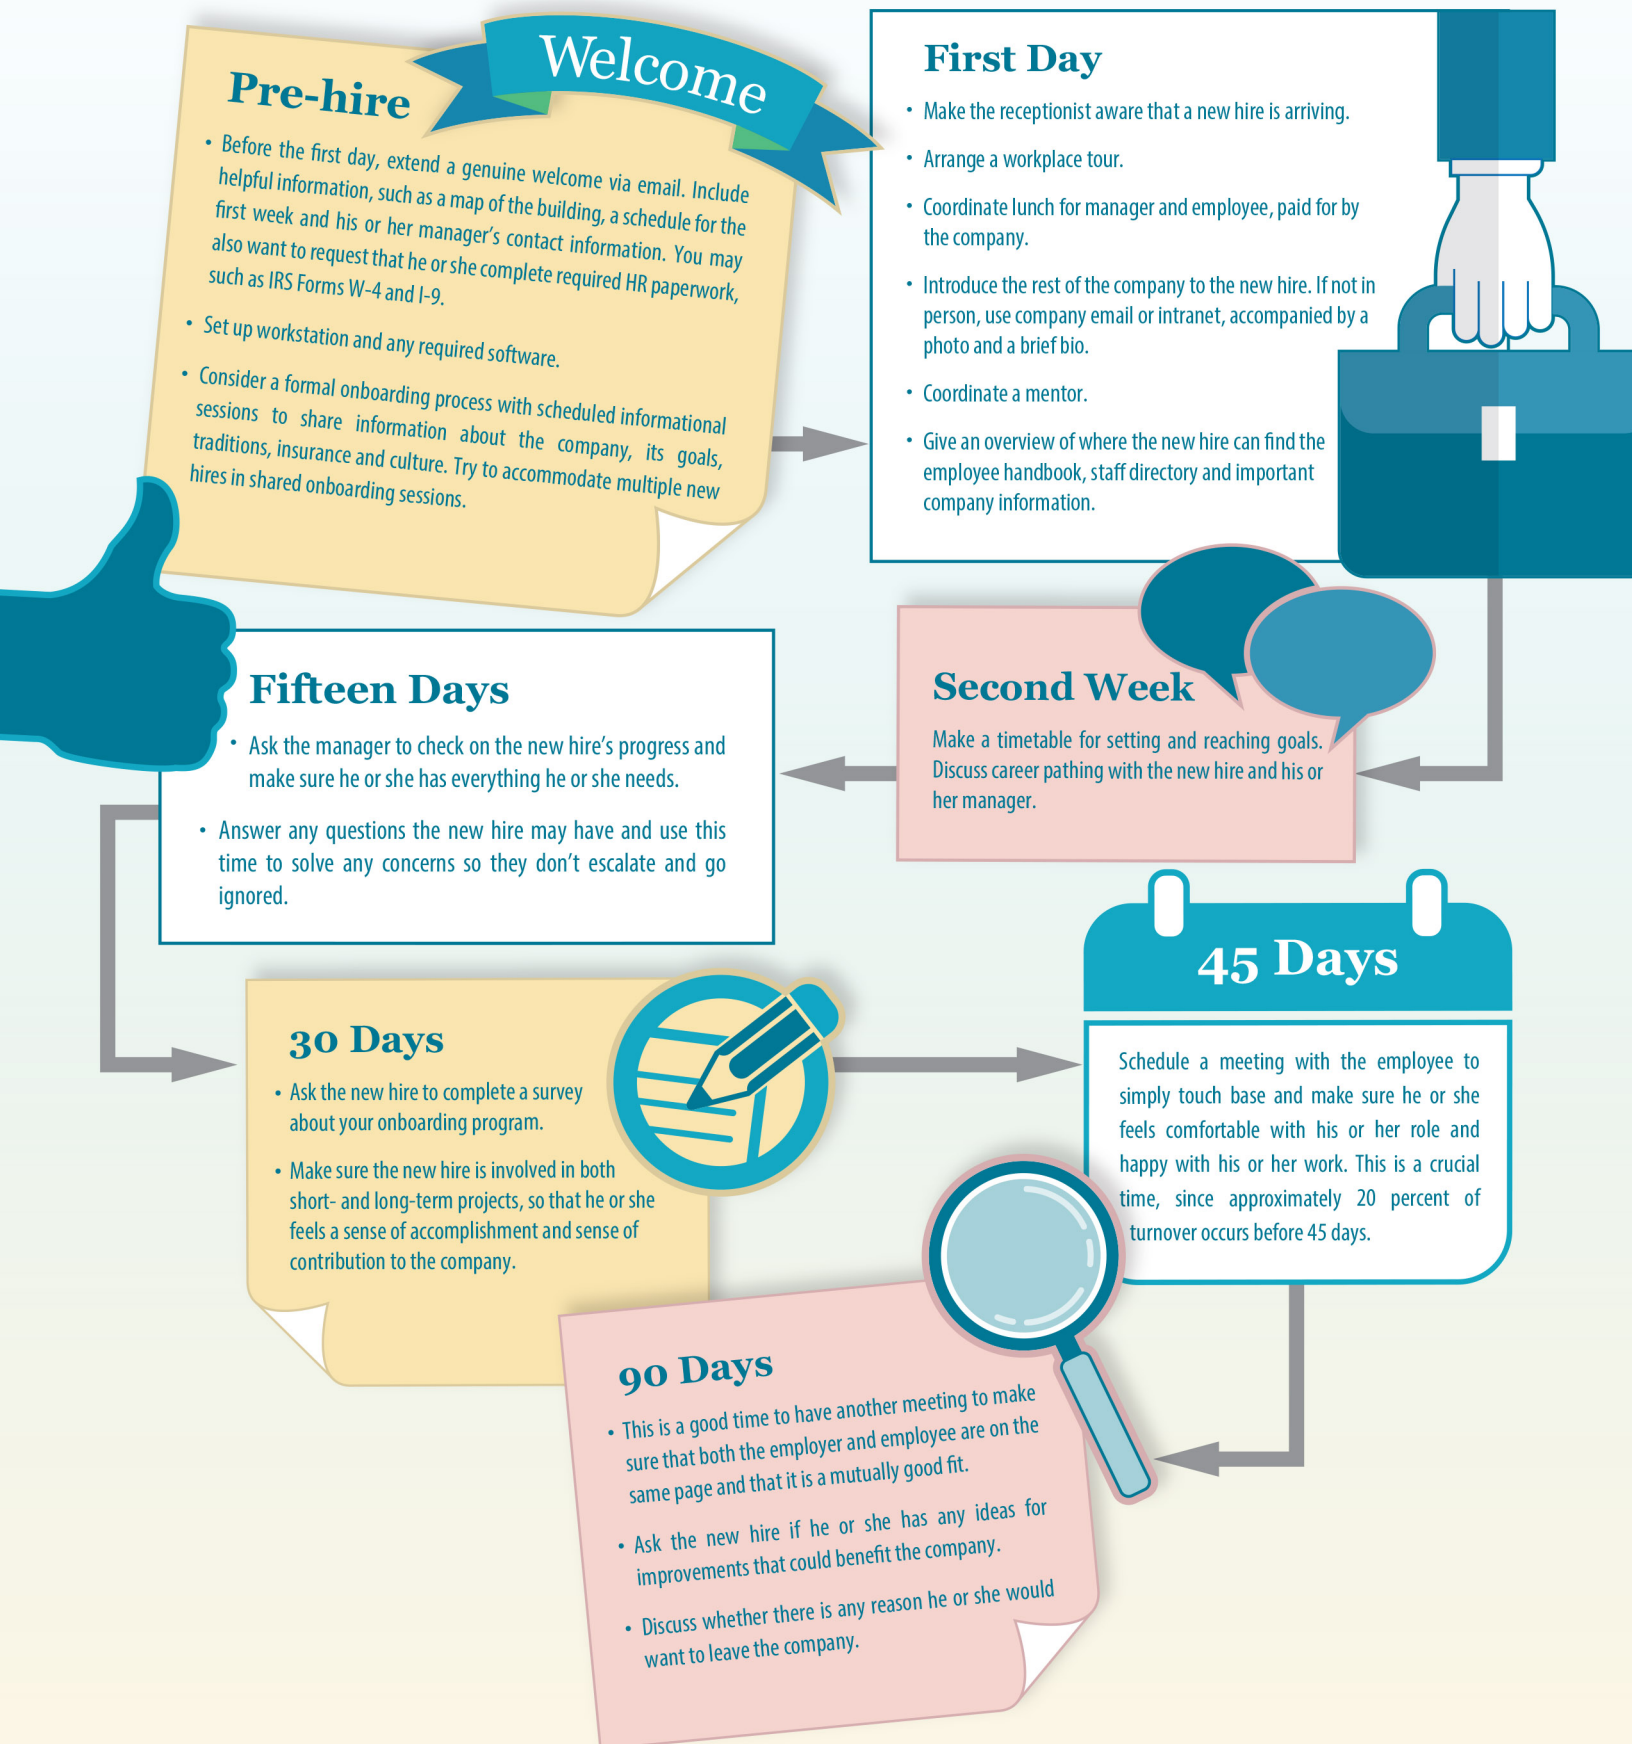 Welcome
Pre-hire
• Before the first day, extend a genuine welcome via email. Include
helpful information, such as a map of the building, a schedule for the
first week and his or her manager's contact information. You may
also want to request that he or she complete required HR paperwork,
such as IRS Forms W-4 and I-9.
• Set up workstation and any required software.
• Consider a formal onboarding process with scheduled informational
sessions to share information about the company, its goals,
traditions, insurance and culture. Try to accommodate multiple new
hires in shared onboarding sessions.
First Day
• Make the receptionist aware that a new hire is arriving.
• Arrange a workplace tour.
• Coordinate lunch for manager and employee, paid for by
the company.
• Introduce the rest of the company to the new hire. If not in
person, use company email or intranet, accompanied by a
photo and a brief bio.
• Coordinate a mentor.
• Give an overview of where the new hire can find the
employee handbook, staff directory and important
company information.
Second Week
Make a timetable for setting and reaching goals.
Discuss career pathing with the new hire and his or
her manager.
Fifteen Days
• Ask the manager to check on the new hire's progress and
make sure he or she has everything he or she needs.
• Answer any questions the new hire may have and use this
time to solve any concerns so they don't escalate and go
ignored.
30 Days
• Ask the new hire to complete a survey
about your onboarding program.
• Make sure the new hire is involved in both
short- and long-term projects, so that he or she
feels a sense of accomplishment and sense of
contribution to the company.
45 Days
Schedule a meeting with the employee to
simply touch base and make sure he or she
feels comfortable with his or her role and
happy with his or her work. This is a crucial
time, since approximately 20 percent of
turnover occurs before 45 days.
90 Days
• This is a good time to have another meeting to make
sure that both the employer and employee are on the
same page and that it is a mutually good fit.
• Ask the new hire if he or she has any ideas for
improvements that could benefit the company.
• Discuss whether there is any reason he or she would
want to leave the company.